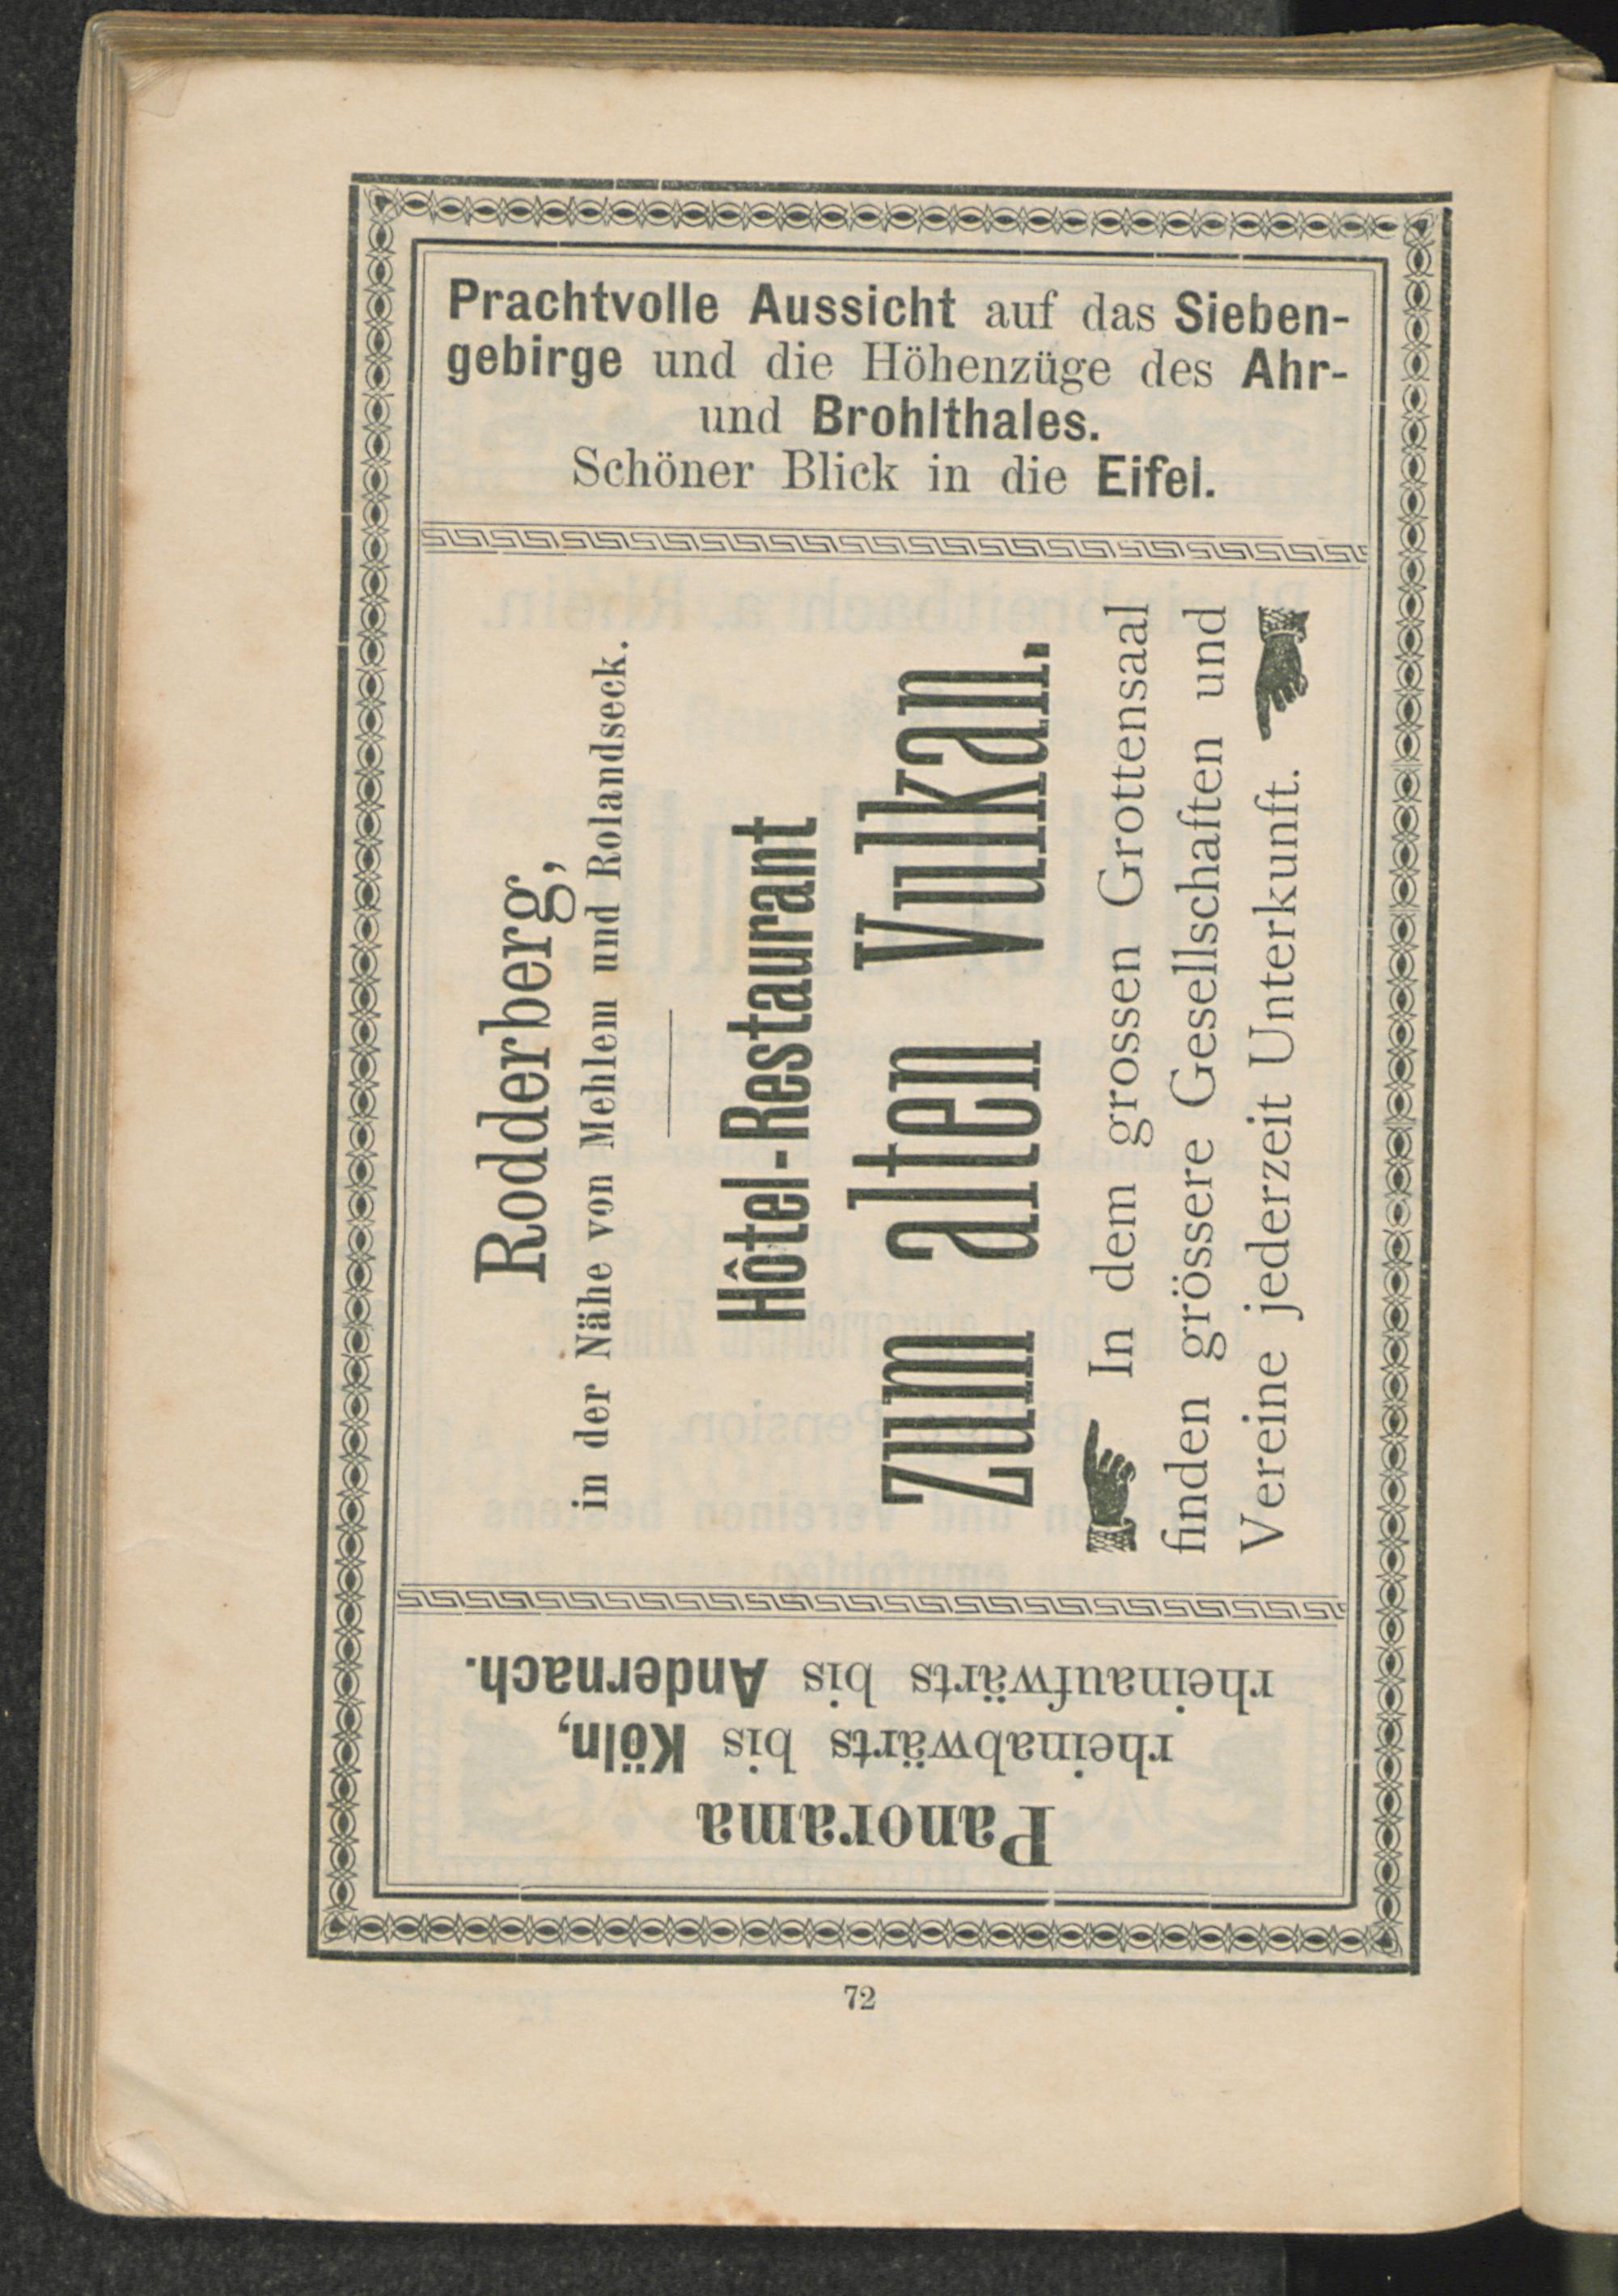 Prachtvolle Aussicht auf das Sieben-
gebirge und die Höhenzüge des Ahr-
und Brohlthales.
Schöner Blick in die Eifel.
Rodderberg,
in der Nähe von Mehlem und Rolandseck.
Hôtel-Restaurant
zum alten Vulkan.
In dem grossen Grottensaal
finden grössere Gesellschaften und
Vereine jederzeit Unterkunft.
Panorama
rheinabwärts bis Köln,
rheinaufwärts bis Andernach.
72